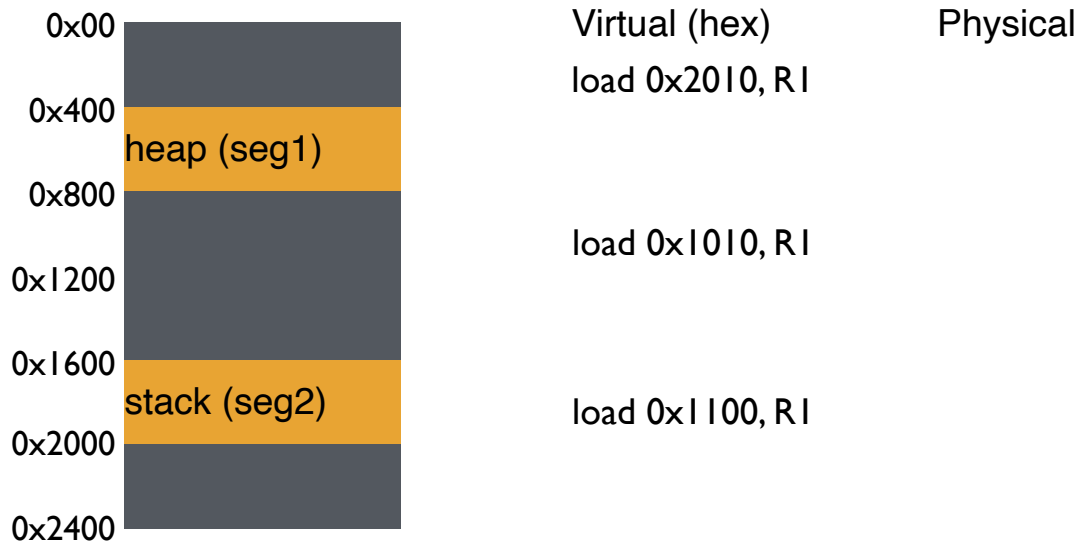 0x00
0x400
heap (seg1)
0x800
0x1200
0x1600
stack (seg2)
0x2000
0x2400
Virtual (hex) Physical
load 0x2010, R1
load 0x1010, R1
load 0x1100, R1